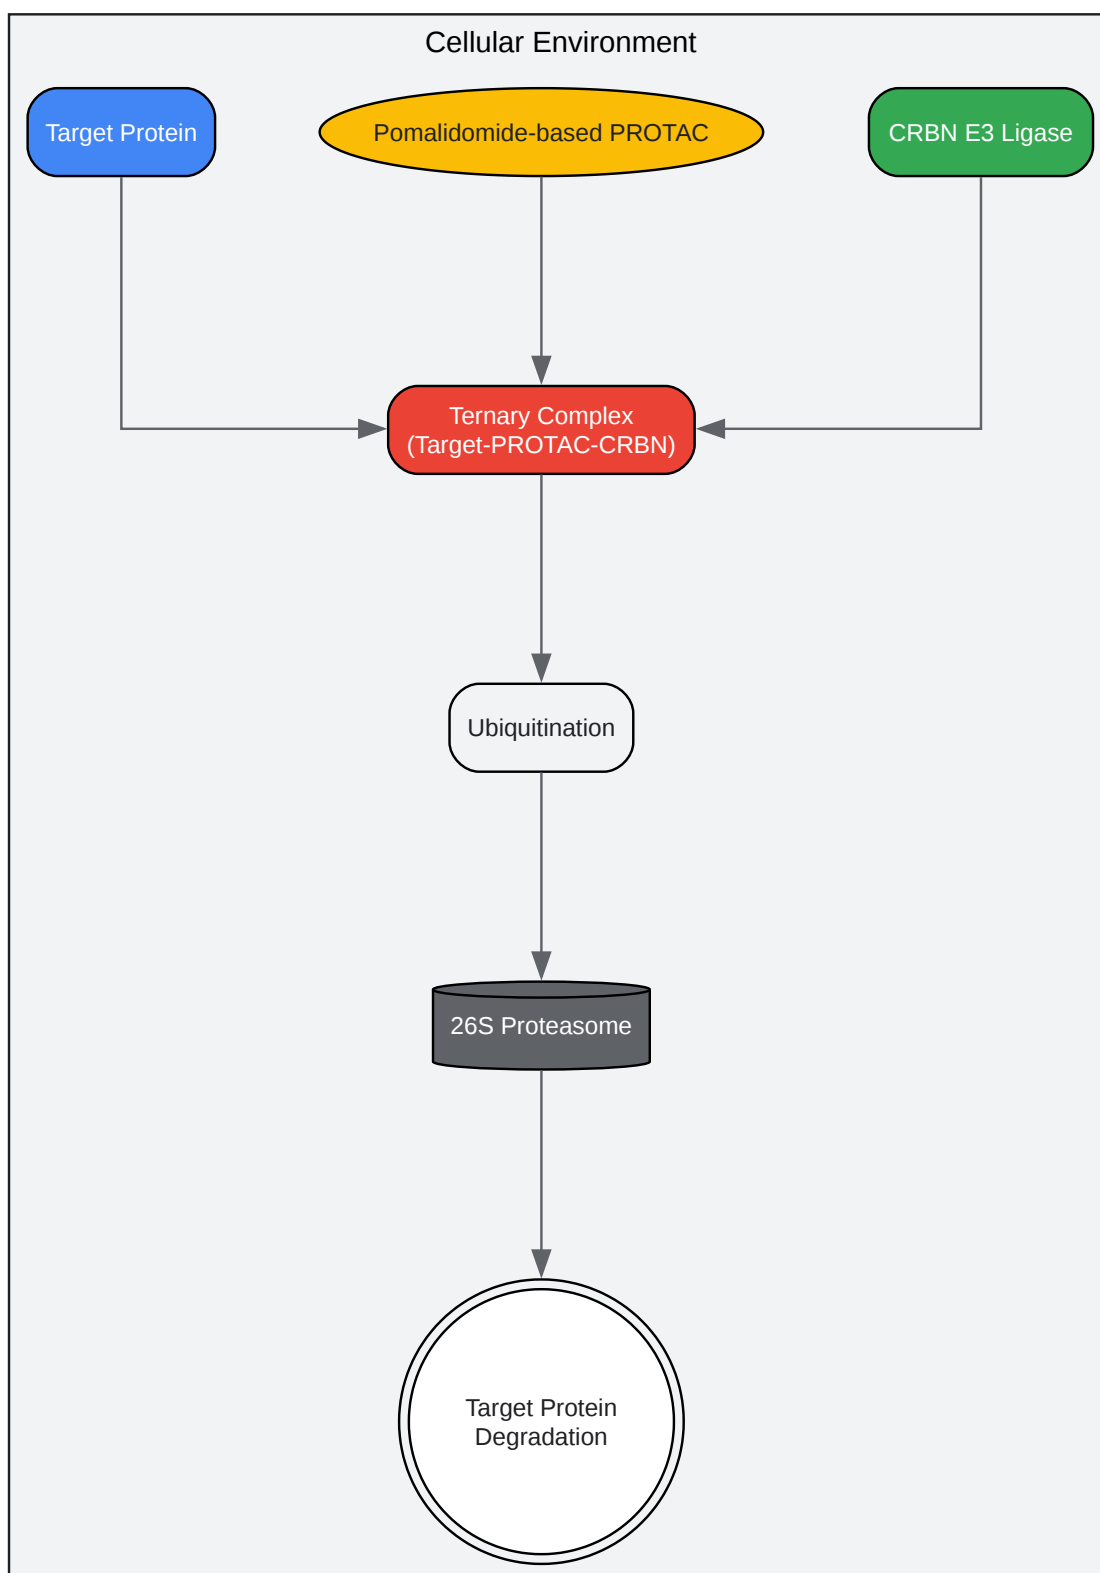 Cellular Environment
Target Protein
Pomalidomide-based PROTAC
CRBN E3 Ligase
Ternary Complex
(Target-PROTAC-CRBN)
Ubiquitination
26S Proteasome
Target Protein
Degradation